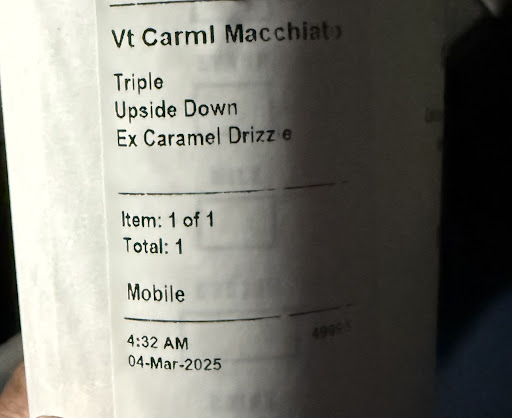 Vt Carml Macchiato
Triple
Upside Down
Ex Caramel Drizz e
Item: 1 of 1
Total: 1
Mobile
4:32 AM
04-Mar-2025